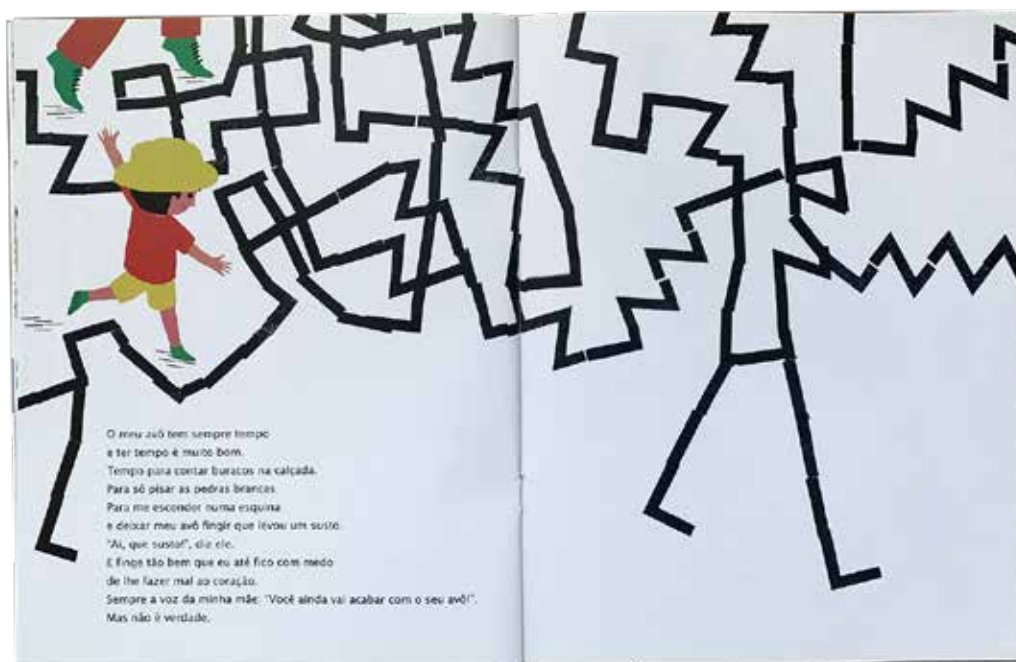 O meu avô tem sempre tempo
e ter tempo é muito bom.
Tempo para contar buracos na calçada.
Para só pisar as pedras brancas.
Para me esconder numa esquina
e deixar meu avô fingir que levou um susto.
"Ai, que susto!", diz ele.
E finge tão bem que eu até fico com medo
de lhe fazer mal ao coração.
Sempre a voz da minha mãe: "Você ainda vai acabar com o seu avô!".
Mas não é verdade.